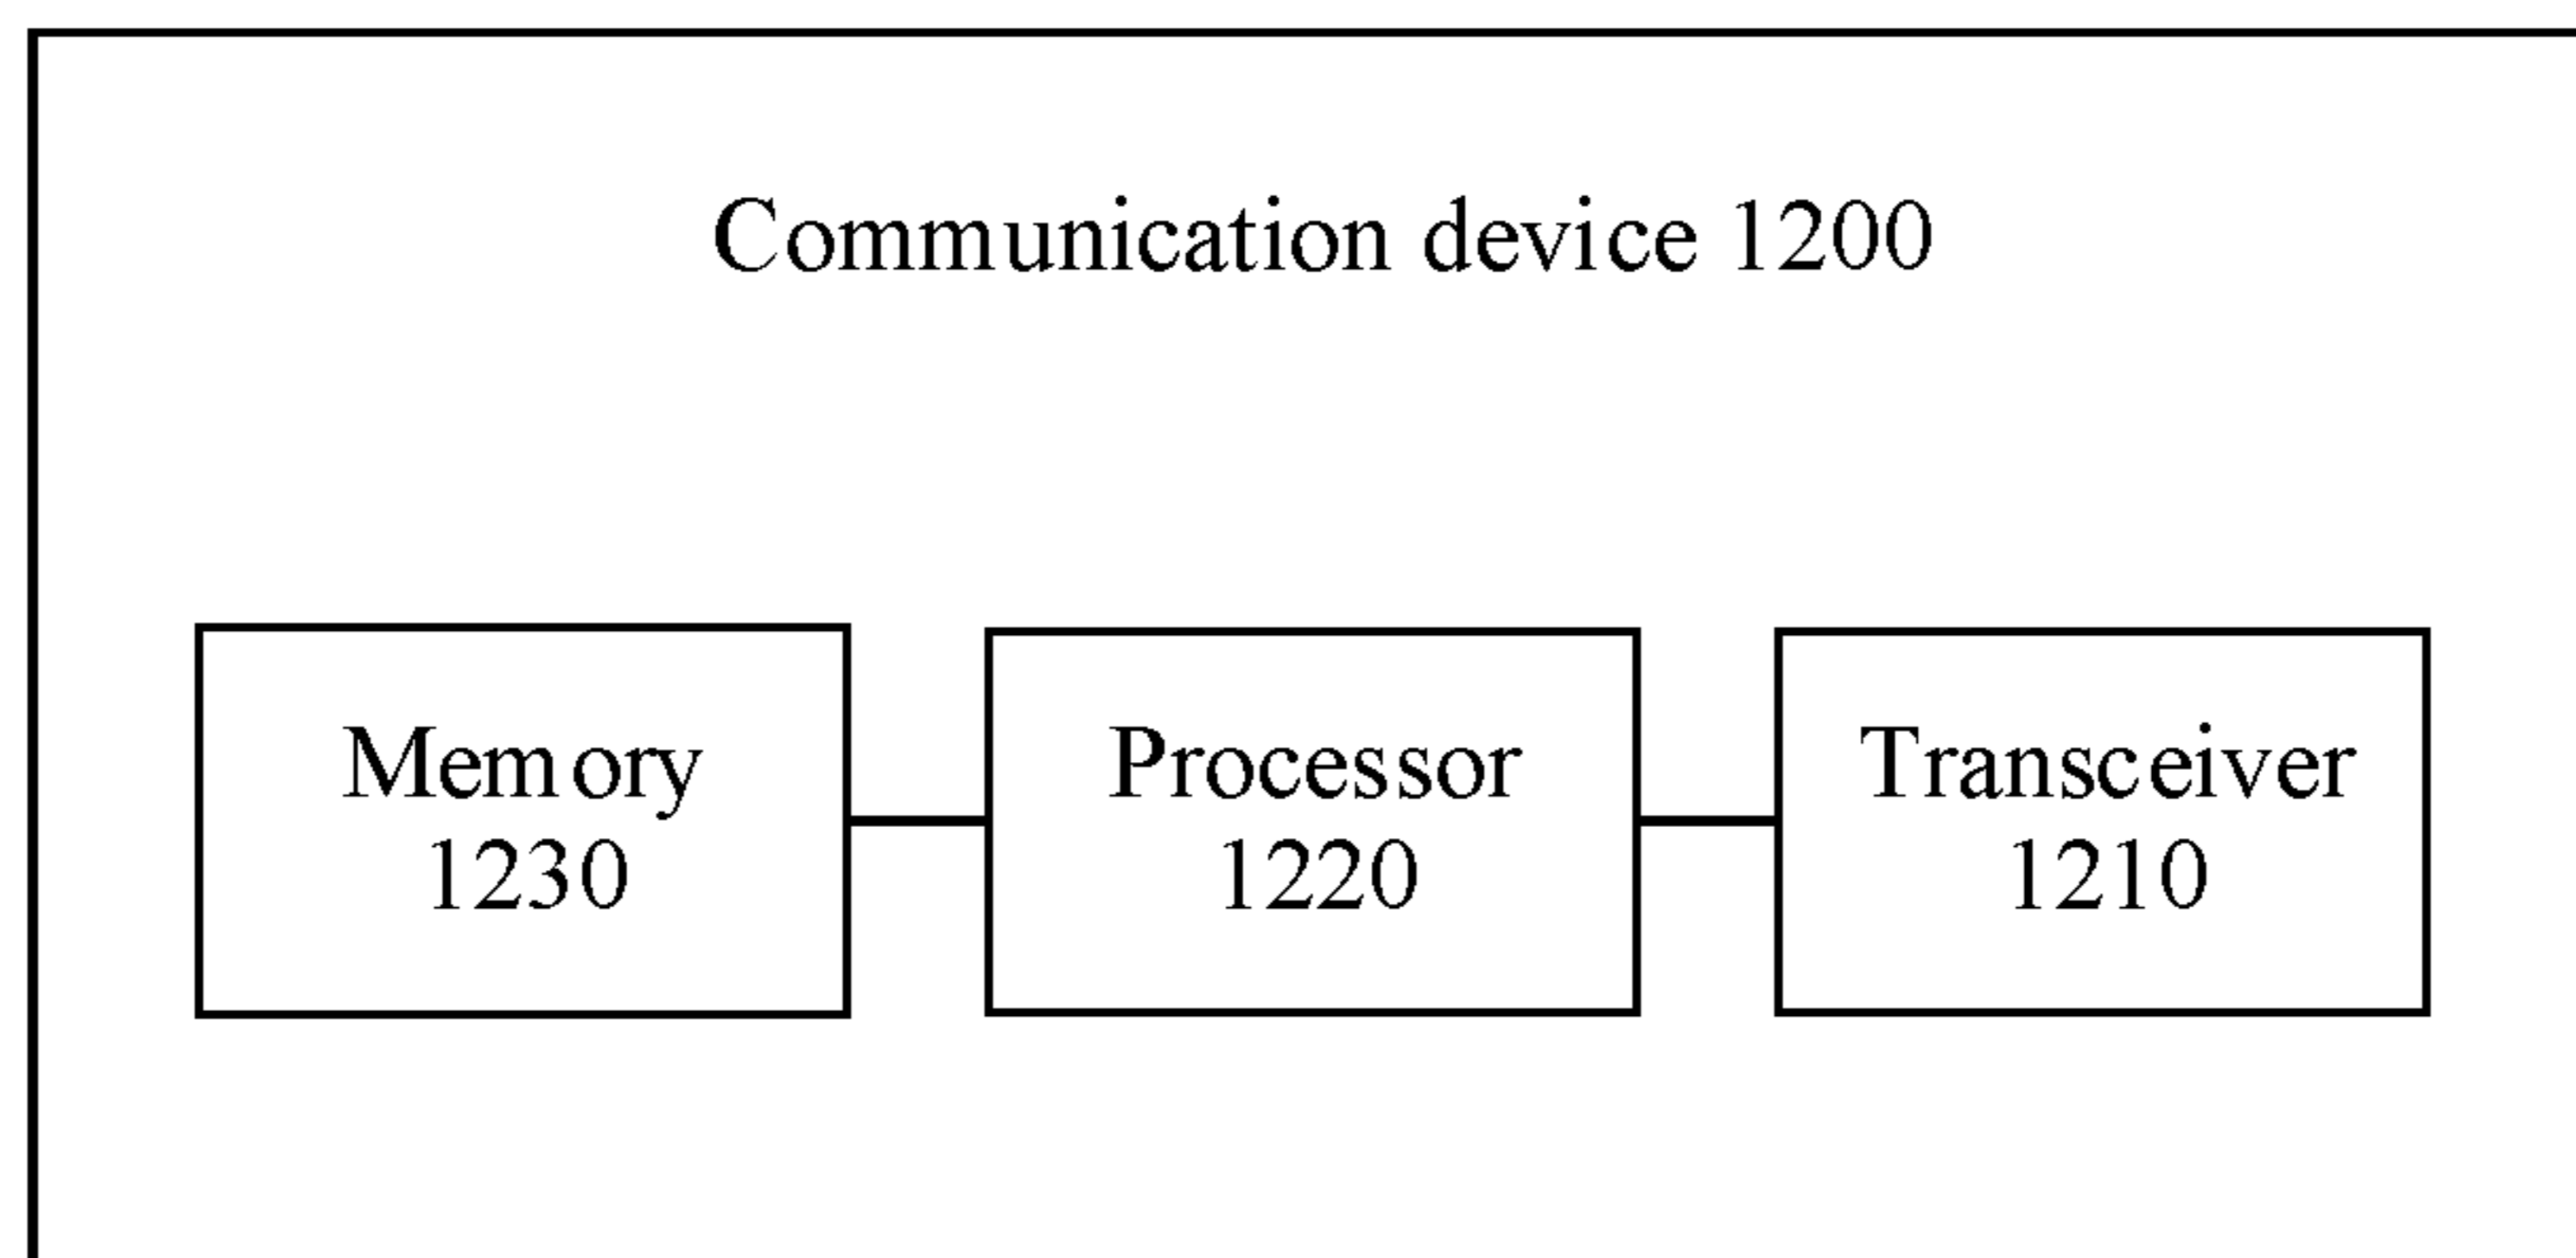 Communication device 1200
Memory
1230
Processor
1220
Transceiver
1210